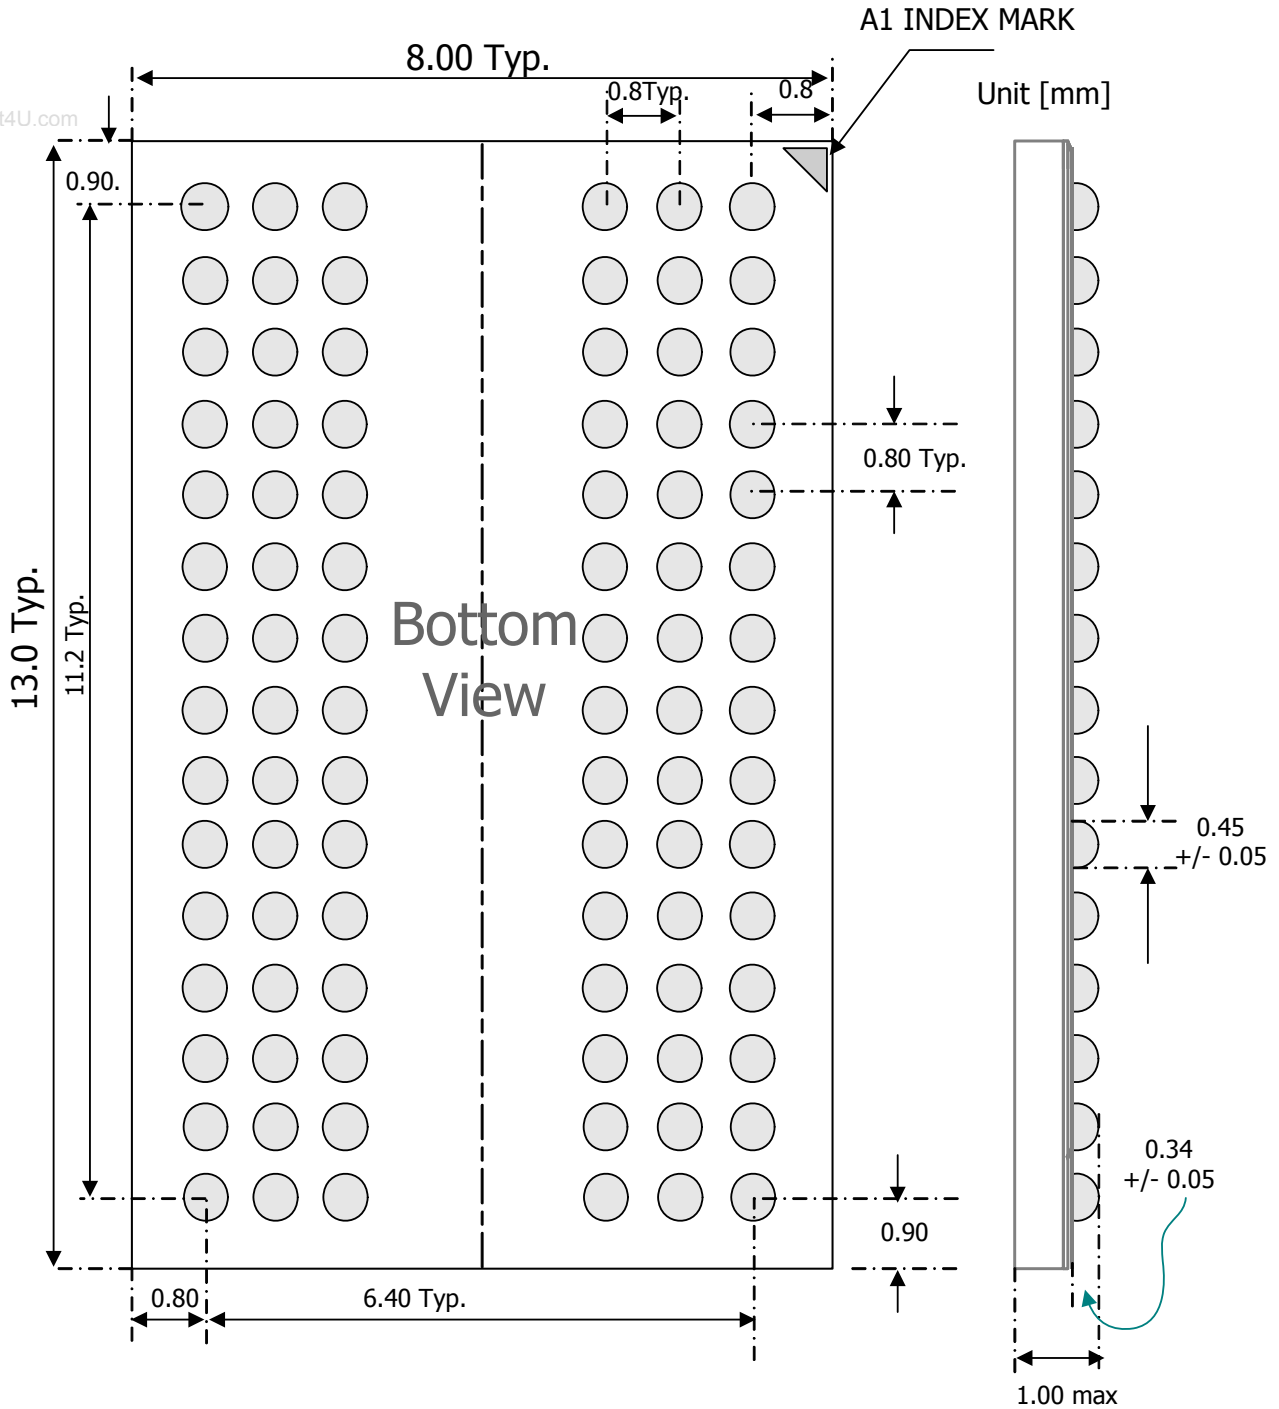 A1 INDEX MARK
8.00 Typ.
0.8Typ.
0.8
Unit [mm]
t4U.com
0.90.
0.80 Typ.
13.0 Typ.
11.2 Typ.
Bottom
View
0.45
+/- 0.05
0.34
+/- 0.05
0.90
0.80
6.40 Typ.
1.00 max